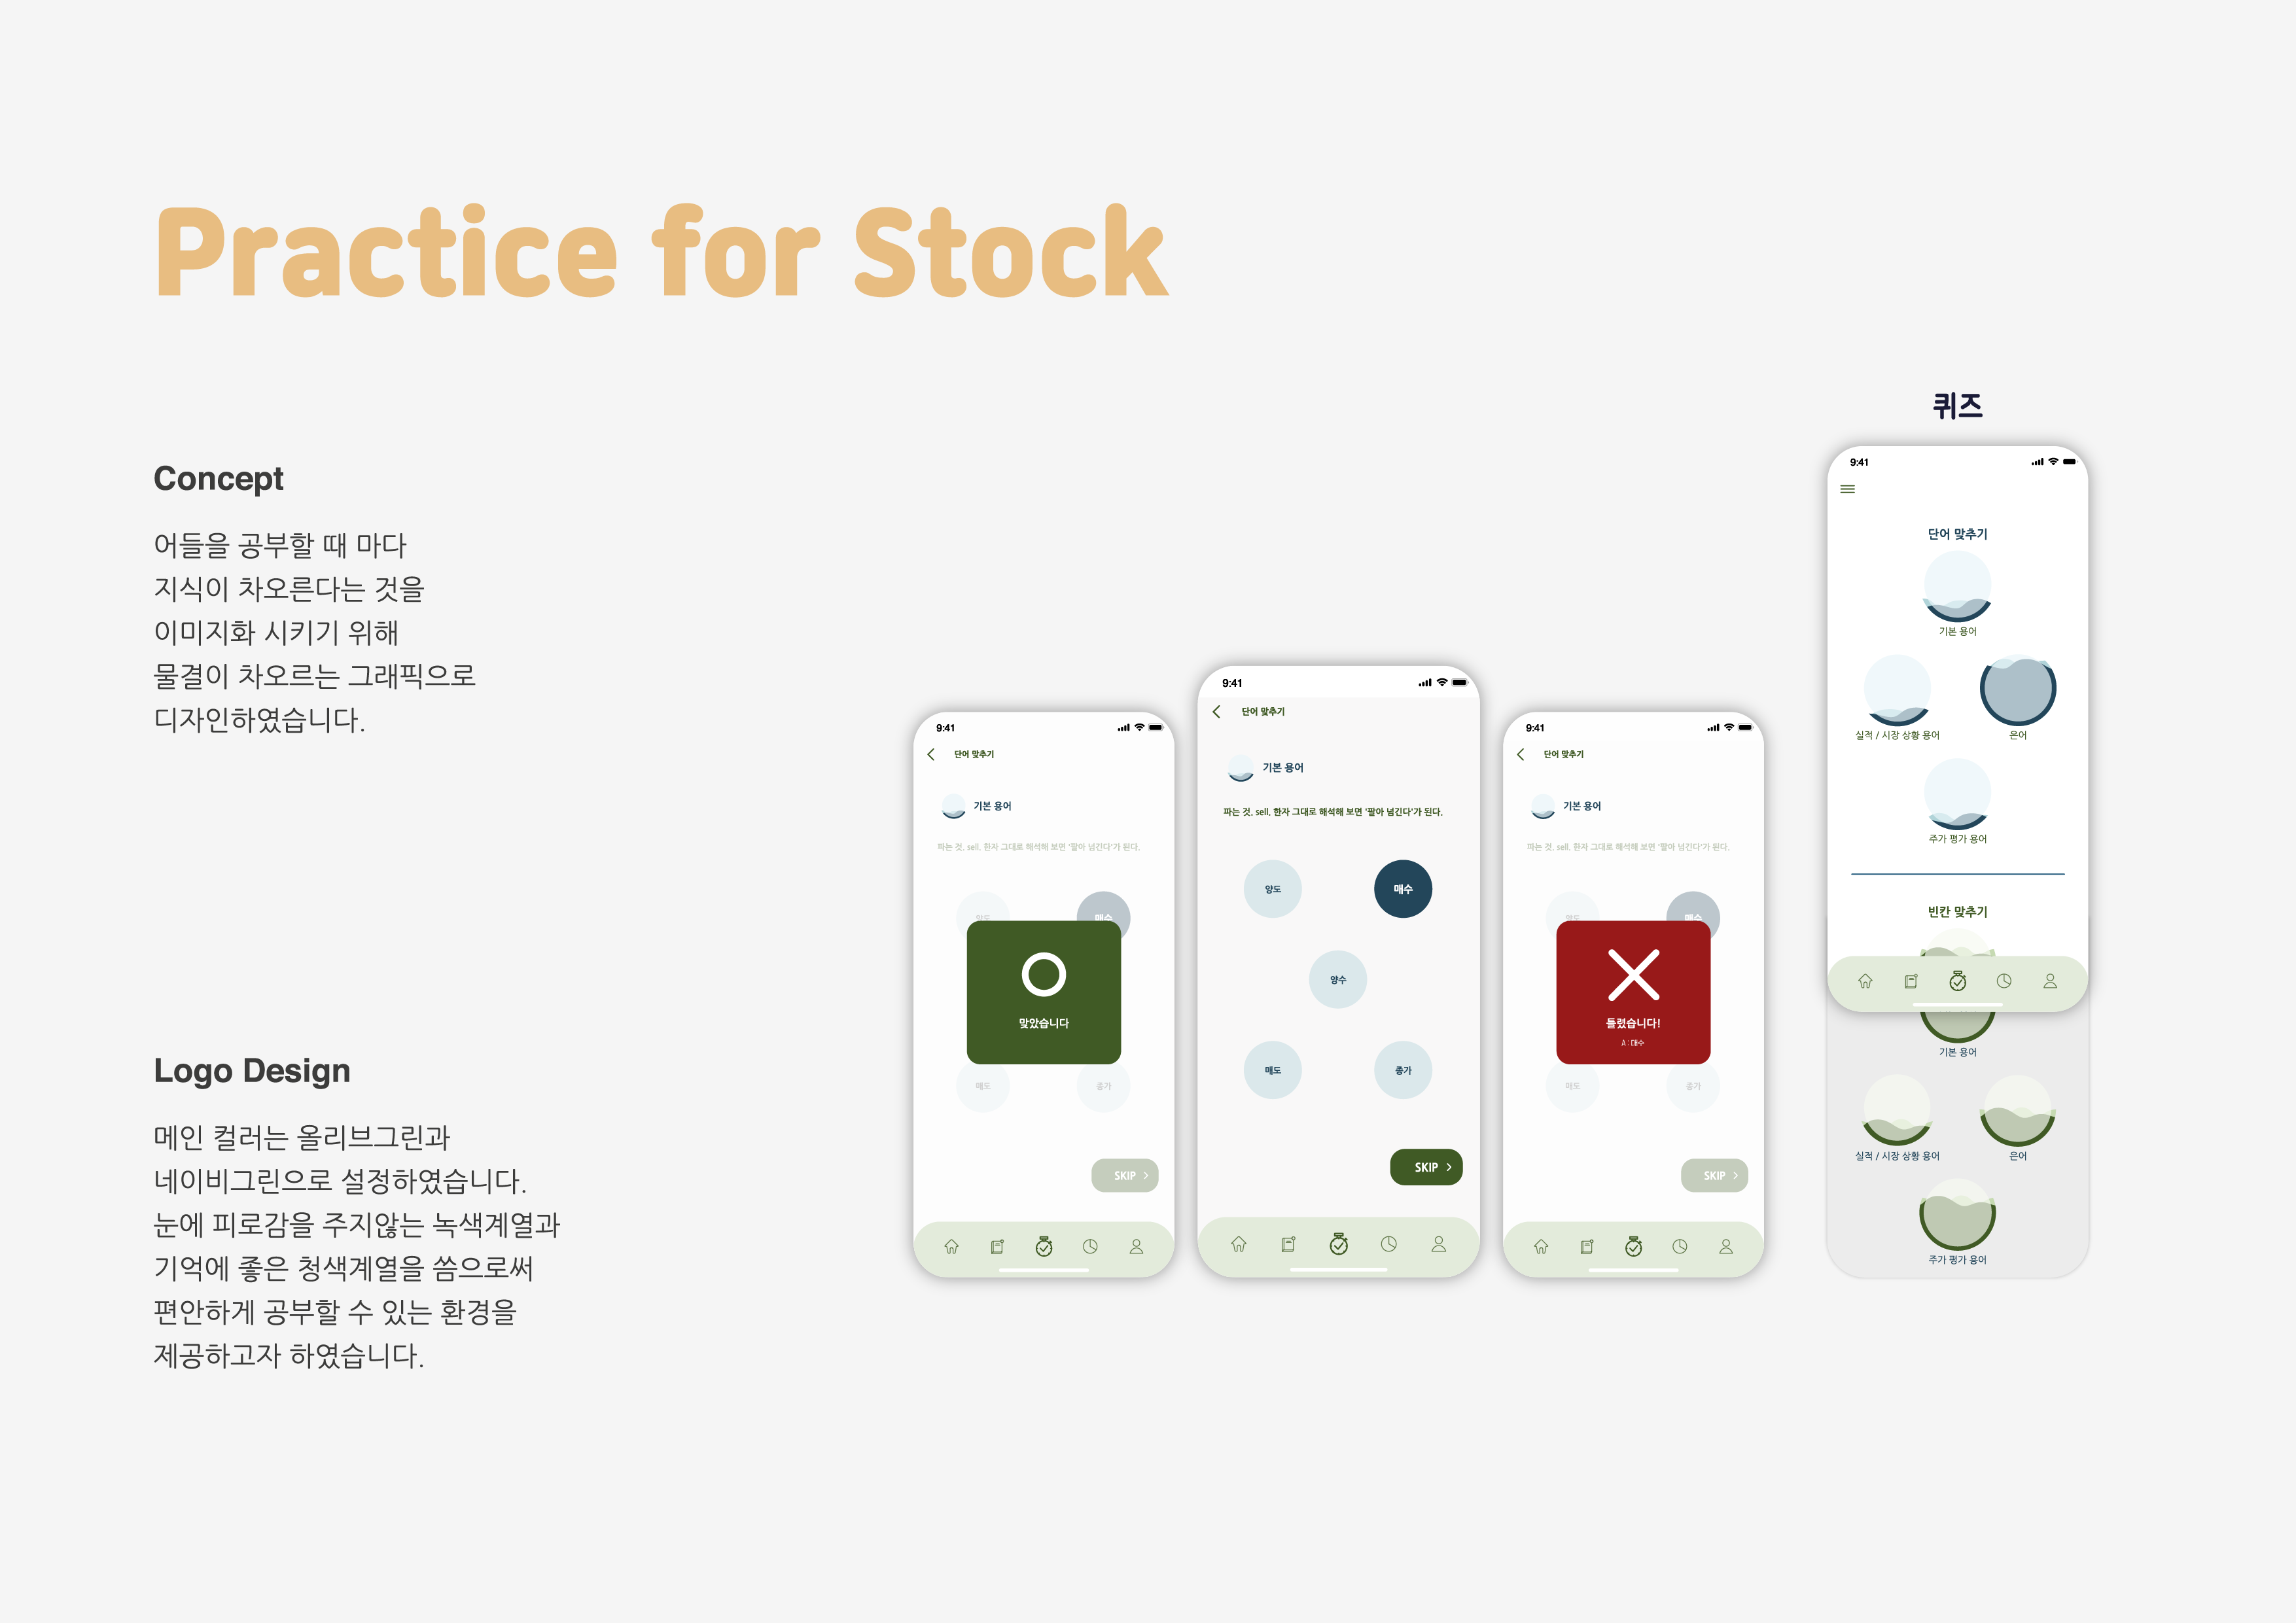 Practice for Stock
Concept
어들을 공부할 때 마다
지식이 차오른다는 것을
이미지화 시키기 위해
물결이 차오르는 그래픽으로
디자인하였습니다.
Logo Design
메인 컬러는 올리브그린과
네이비그린으로 설정하였습니다.
눈에 피로감을 주지않는 녹색계열과
기억에 좋은 청색계열을 씀으로써
편안하게 공부할 수 있는 환경을
제공하고자 하였습니다.
9:41
단어 맞추기
기본 용어
파는 것, sell, 한자 그대로 해석해 보면 '팔아 넘긴다'가 된다.
양도
매수
맞았습니다
매도
종가
SKIP
9:41
단어 맞추기
기본 용어
파는 것, sell, 한자 그대로 해석해 보면 '팔아 넘긴다'가 된다.
양도
매수
양수
매도
종가
SKIP
9:41
단어 맞추기
기본 용어
파는 것, sell, 한자 그대로 해석해 보면 '팔아 넘긴다'가 된다.
양도
매수
틀렸습니다!
A : 매수
매도
종가
SKIP
퀴즈
9:41
단어 맞추기
기본 용어
실적 / 시장 상황 용어
은어
주가 평가 용어
빈칸 맞추기
기본 용어
실적 / 시장 상황 용어
은어
주가 평가 용어